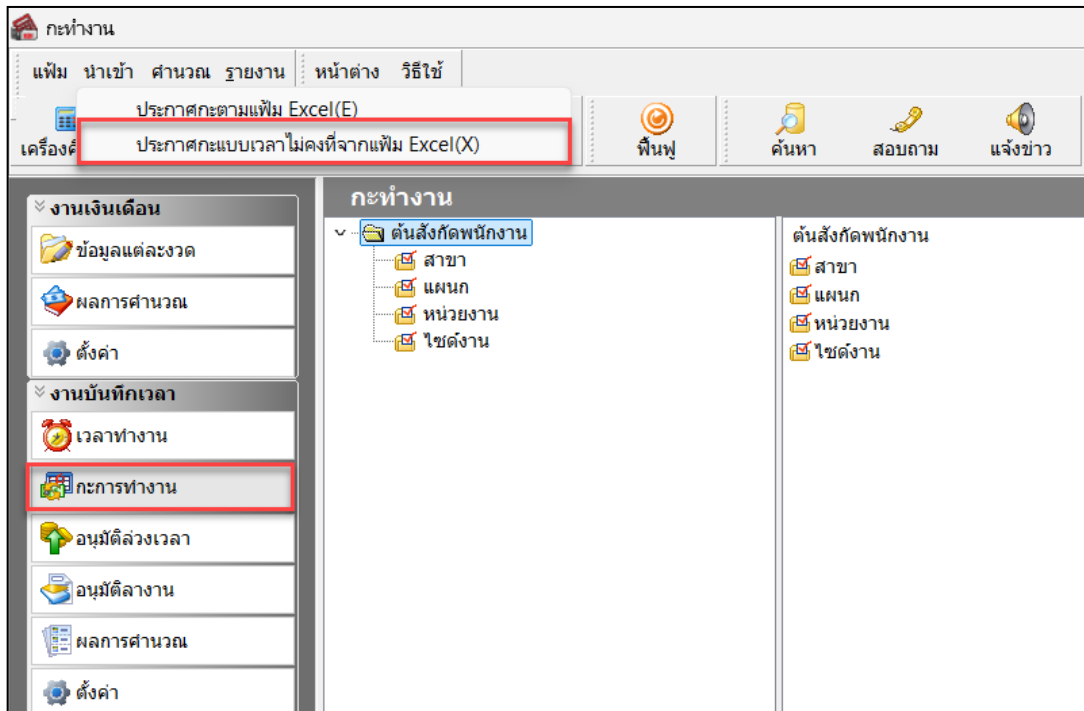 กะทำงาน
แฟ้ม นำเข้า คำนวณ รายงาน หน้าต่าง วิธีใช้
ประกาศกะตามแฟ้ม Excel(E)
ประกาศกะแบบเวลาไม่คงที่จากแฟ้ม Excel(X)
ฟื้นฟู ค้นหา สอบถาม แจ้งข่าว
งานเงินเดือน
ข้อมูลแต่ละงวด
ผลการคำนวณ
ตั้งค่า
งานบันทึกเวลา
เวลาทำงาน
กะการทำงาน
อนุมัติล่วงเวลา
อนุมัติลางาน
ผลการคำนวณ
ตั้งค่า
กะทำงาน
ต้นสังกัดพนักงาน
สาขา
แผนก
หน่วยงาน
ไซด์งาน
ต้นสังกัดพนักงาน
สาขา
แผนก
หน่วยงาน
ไซด์งาน